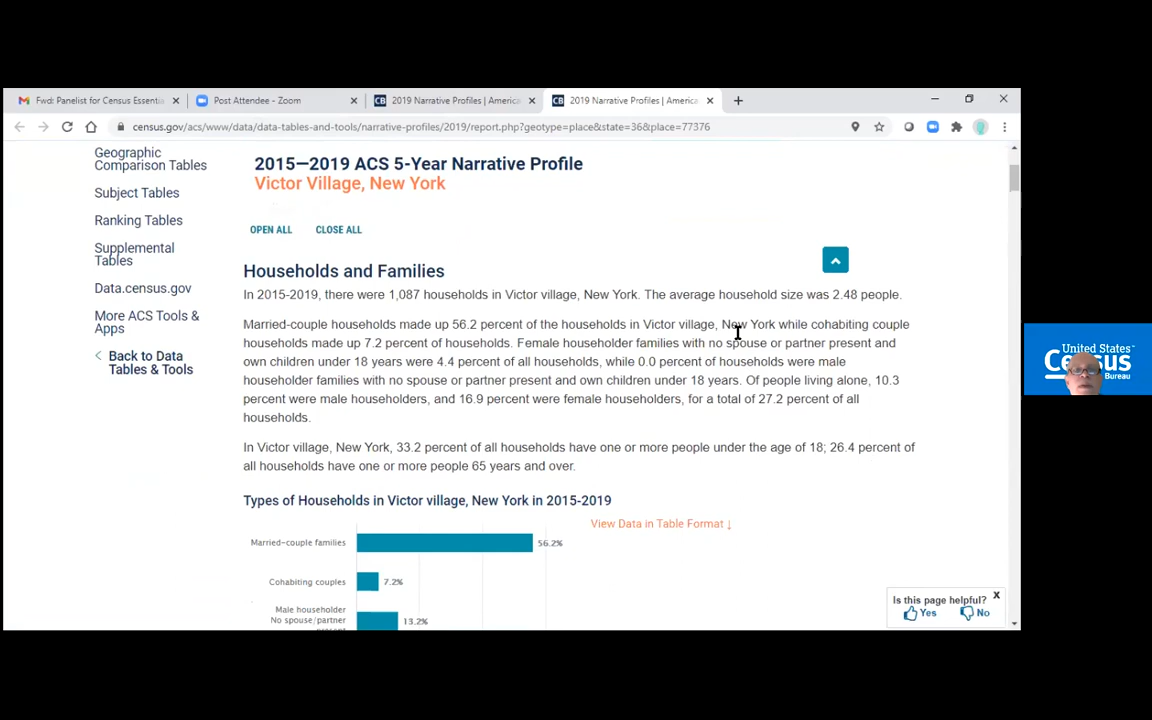 Fwd: Panelist for Census Essentia
Post Attendee - Zoom
2019 Narrative Profiles | America
2019 Narrative Profiles | America
census.gov/acs/www/data/data-tables-and-tools/narrative-profiles/2019/report.php?geotype=place&state=36&place=77376
Geographic
Comparison Tables
Subject Tables
Ranking Tables
Supplemental
Tables
Data.census.gov
More ACS Tools &
Apps
Back to Data
Tables & Tools
2015—2019 ACS 5-Year Narrative Profile
Victor Village, New York
OPEN ALL CLOSE ALL
Households and Families
In 2015-2019, there were 1,087 households in Victor village, New York. The average household size was 2.48 people.
Married-couple households made up 56.2 percent of the households in Victor village, New York while cohabiting couple
households made up 7.2 percent of households. Female householder families with no spouse or partner present and
own children under 18 years were 4.4 percent of all households, while 0.0 percent of households were male
householder families with no spouse or partner present and own children under 18 years. Of people living alone, 10.3
percent were male householders, and 16.9 percent were female householders, for a total of 27.2 percent of all
households.
In Victor village, New York, 33.2 percent of all households have one or more people under the age of 18; 26.4 percent of
all households have one or more people 65 years and over.
Types of Households in Victor village, New York in 2015-2019
View Data in Table Format ↓
Married-couple families 56.2%
Cohabiting couples 7.2%
Male householder
No spouse/partner 13.2%
Is this page helpful? X
Yes No
United States™
Census
Bureau